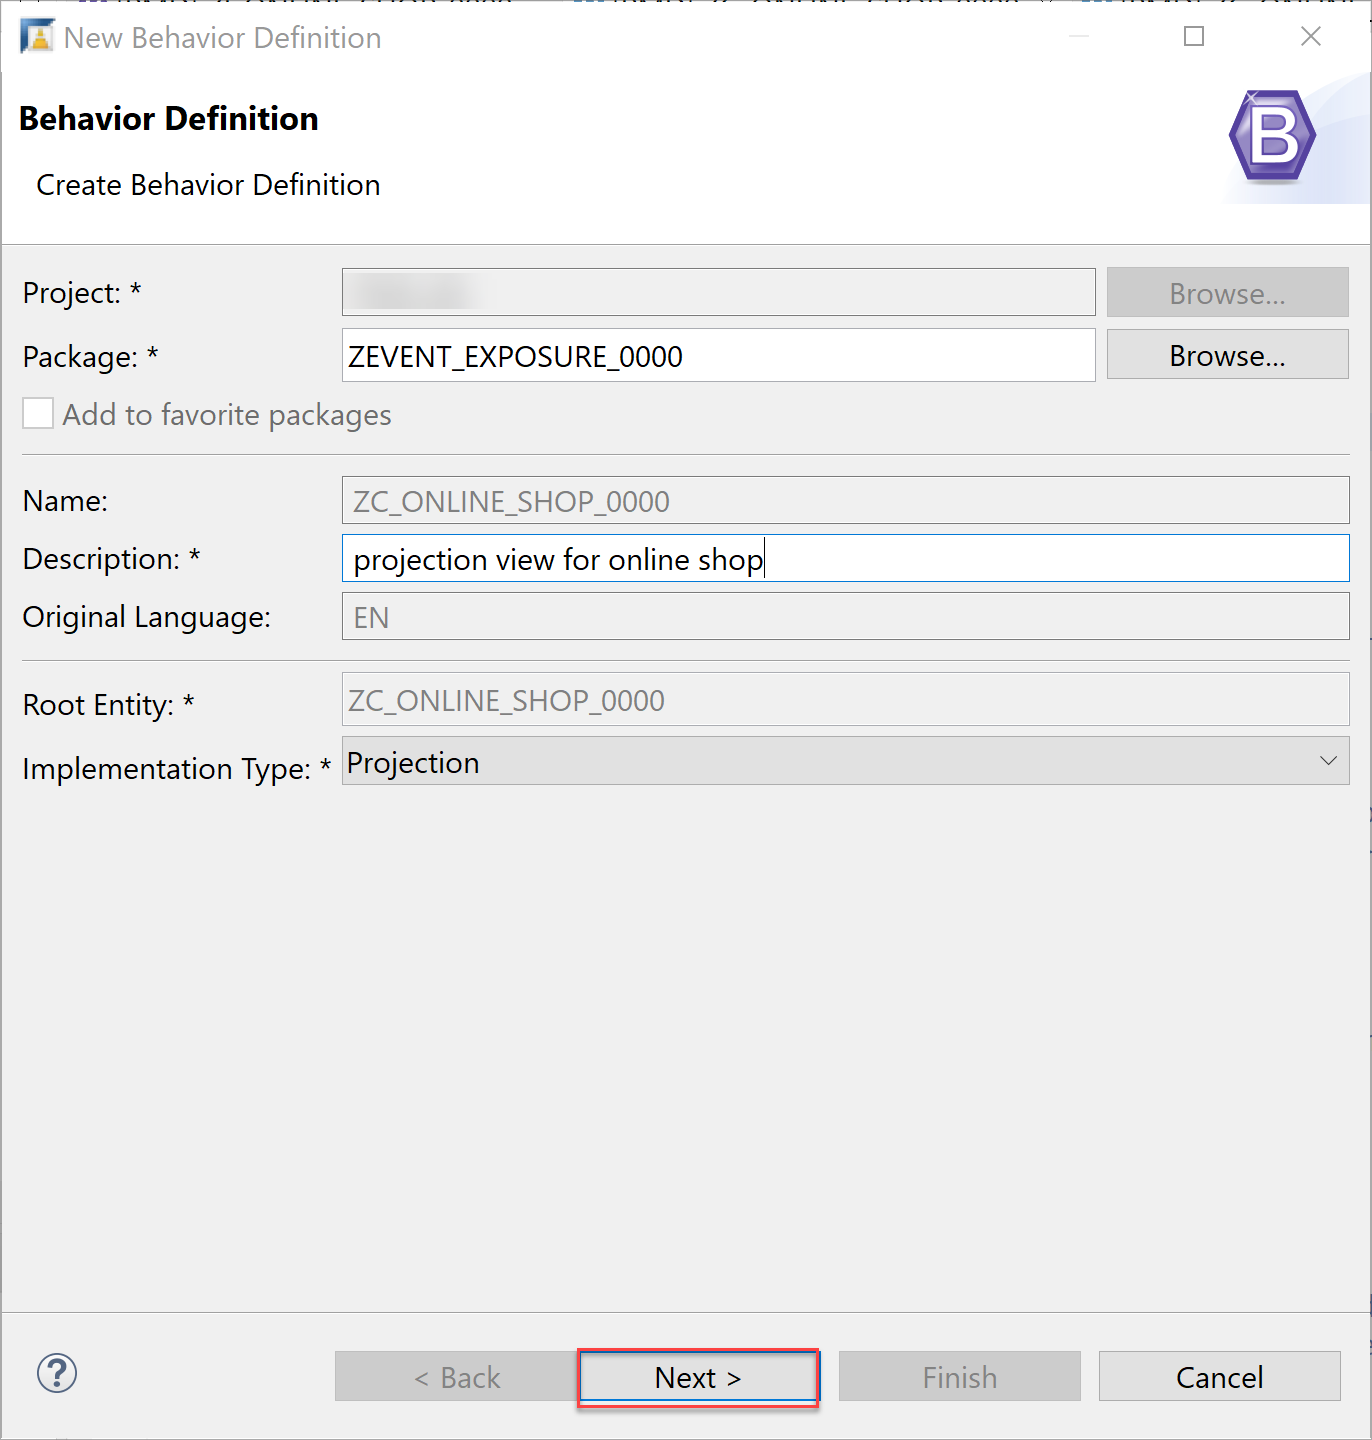 New Behavior Definition
Behavior Definition
B
Create Behavior Definition
Project: *
Browse...
Package: * ZEVENT_EXPOSURE_0000 Browse...
Add to favorite packages
Name: ZC_ONLINE_SHOP_0000
Description: * projection view for online shop
Original Language: EN
Root Entity: * ZC_ONLINE_SHOP_0000
Implementation Type: * Projection
? < Back Next > Finish Cancel